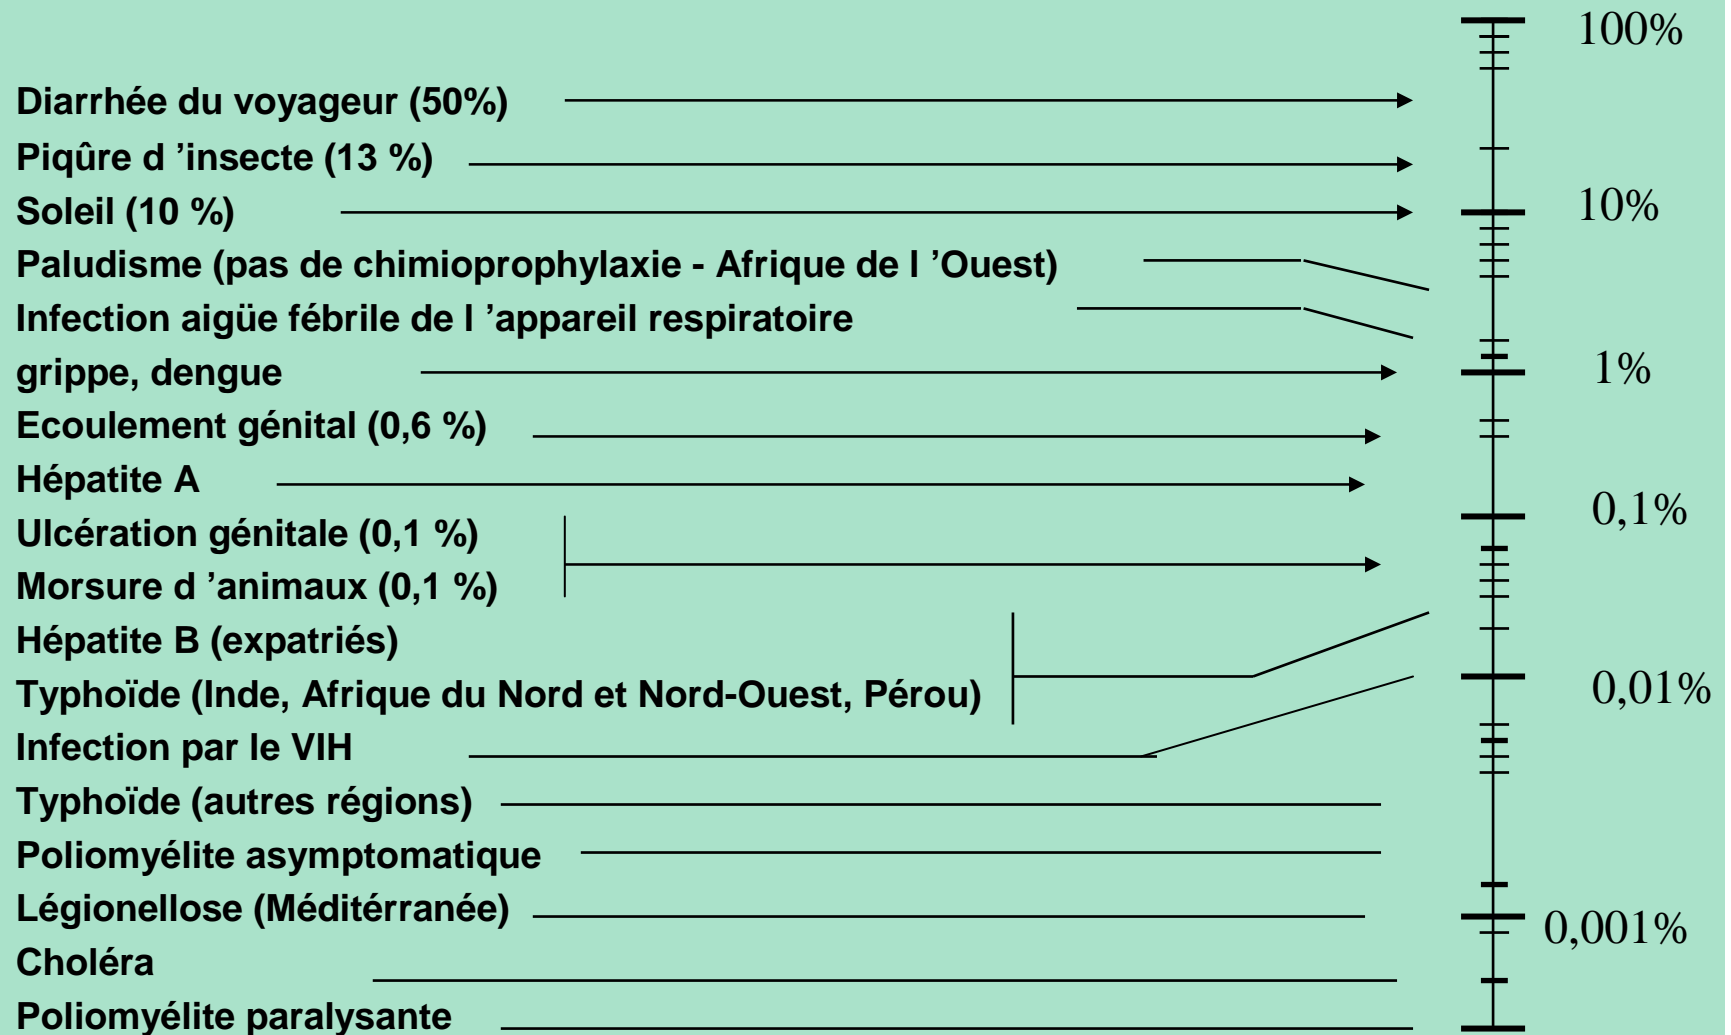 100%
Diarrhée du voyageur (50%)
Piqûre d ’insecte (13 %)
Soleil (10 %)
10%
Paludisme (pas de chimioprophylaxie - Afrique de l ’Ouest)
Infection aigüe fébrile de l ’appareil respiratoire
grippe, dengue
1%
Ecoulement génital (0,6 %)
Hépatite A
0,1%
Ulcération génitale (0,1 %)
Morsure d ’animaux (0,1 %)
Hépatite B (expatriés)
Typhoïde (Inde, Afrique du Nord et Nord-Ouest, Pérou)
0,01%
Infection par le VIH
Typhoïde (autres régions)
Poliomyélite asymptomatique
Légionellose (Méditérranée)
0,001%
Choléra
Poliomyélite paralysante